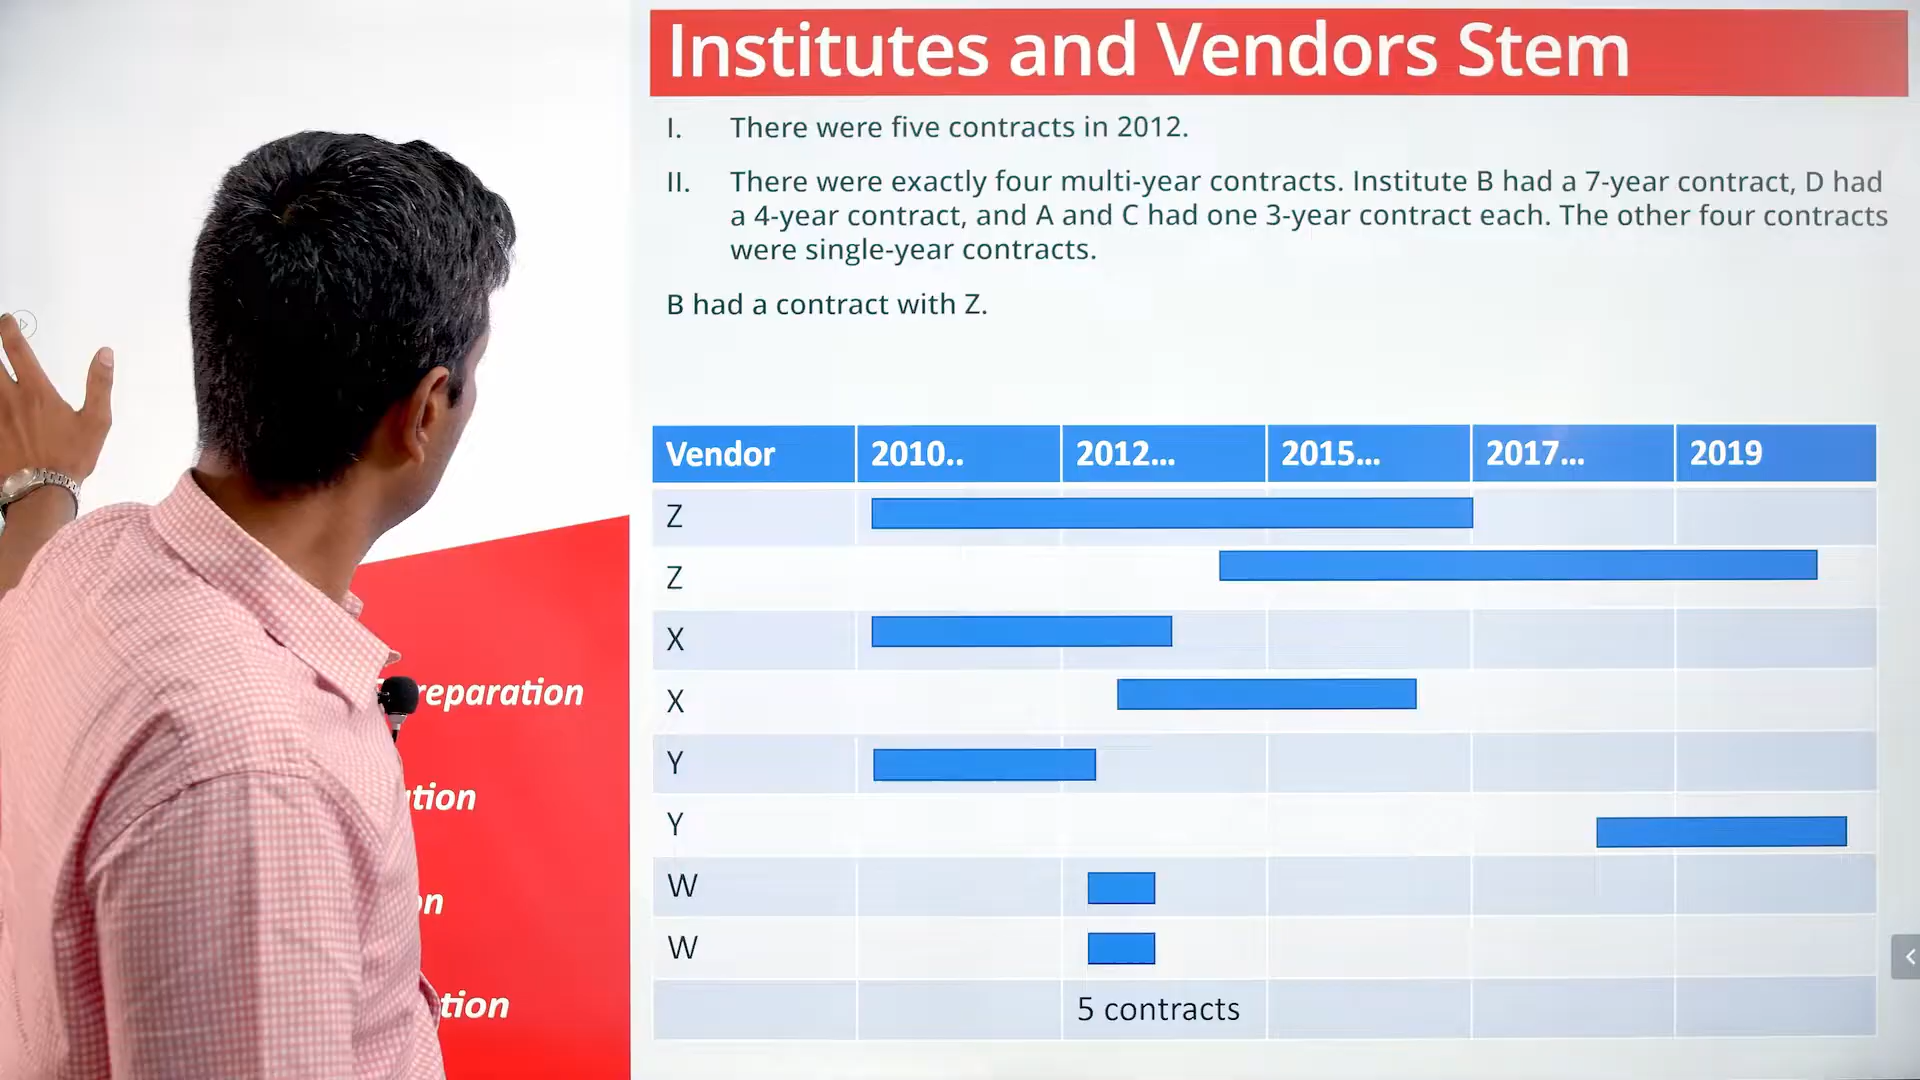 Institutes and Vendors Stem
I. There were five contracts in 2012.
II. There were exactly four multi-year contracts. Institute B had a 7-year contract, D had
a 4-year contract, and A and C had one 3-year contract each. The other four contracts
were single-year contracts.
B had a contract with Z.
Vendor 2010.. 2012... 2015... 2017... 2019
Z
Z
X
X
Y
Y
W
W
5 contracts
reparation
tion
on
tion